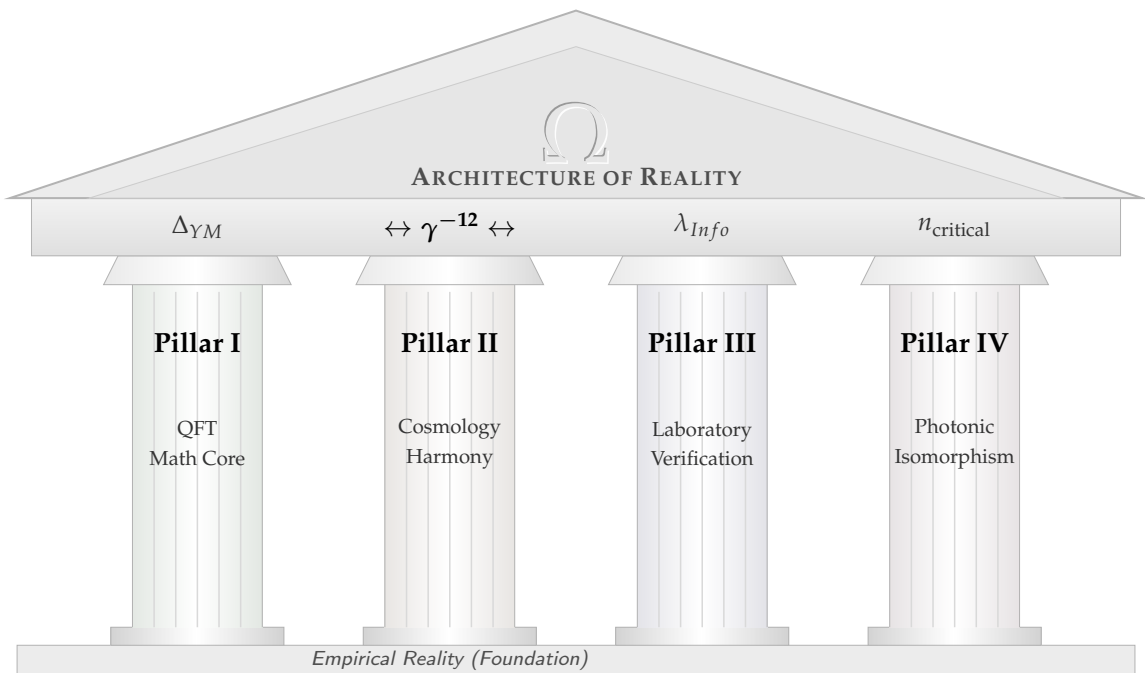 Ω
ARCHITECTURE OF REALITY
Δ_YM ↔ γ⁻¹² ↔ λ_Info n_critical
Pillar I Pillar II Pillar III Pillar IV
QFT Cosmology Laboratory Photonic
Math Core Harmony Verification Isomorphism
Empirical Reality (Foundation)